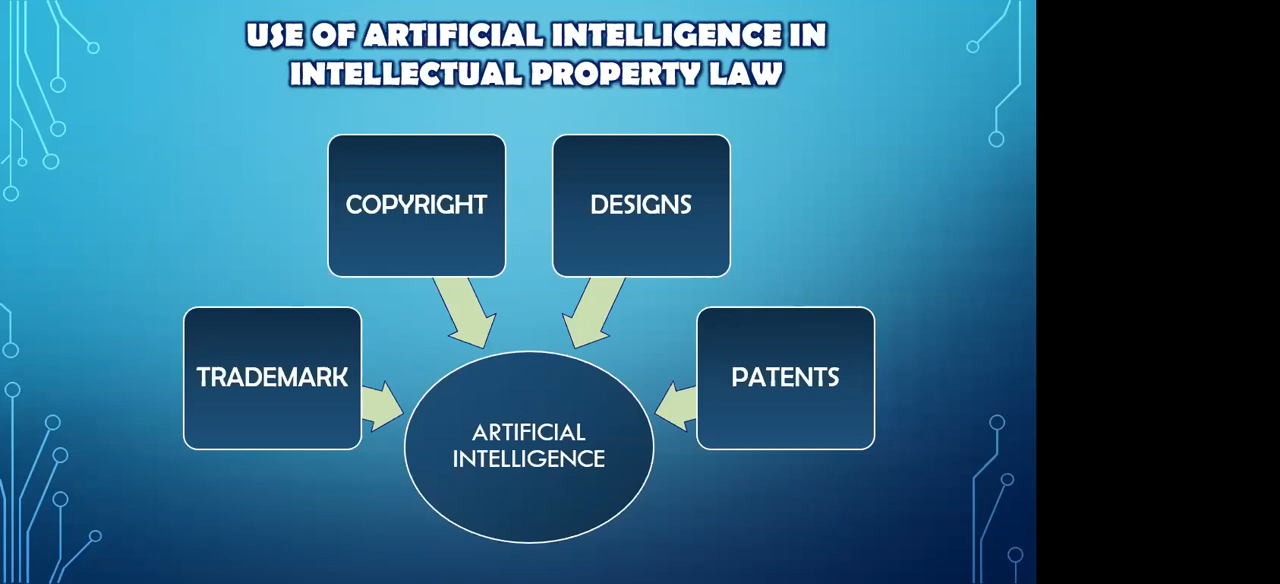 USE OF ARTIFICIAL INTELLIGENCE IN
INTELLECTUAL PROPERTY LAW
COPYRIGHT
DESIGNS
TRADEMARK
PATENTS
ARTIFICIAL
INTELLIGENCE